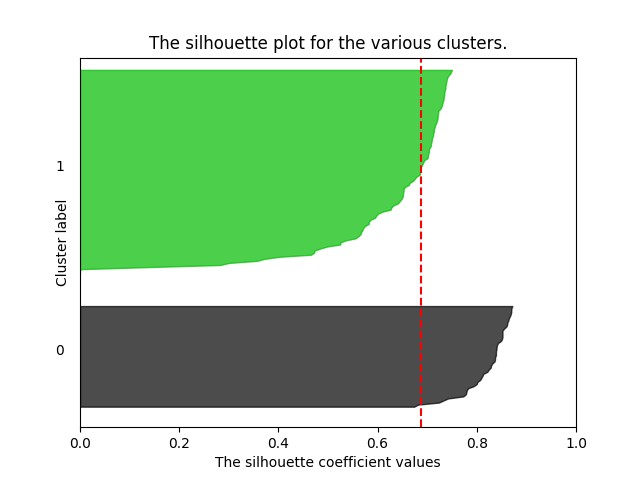 The silhouette plot for the various clusters.
Cluster label
1
0
0.0 0.2 0.4 0.6 0.8 1.0
The silhouette coefficient values